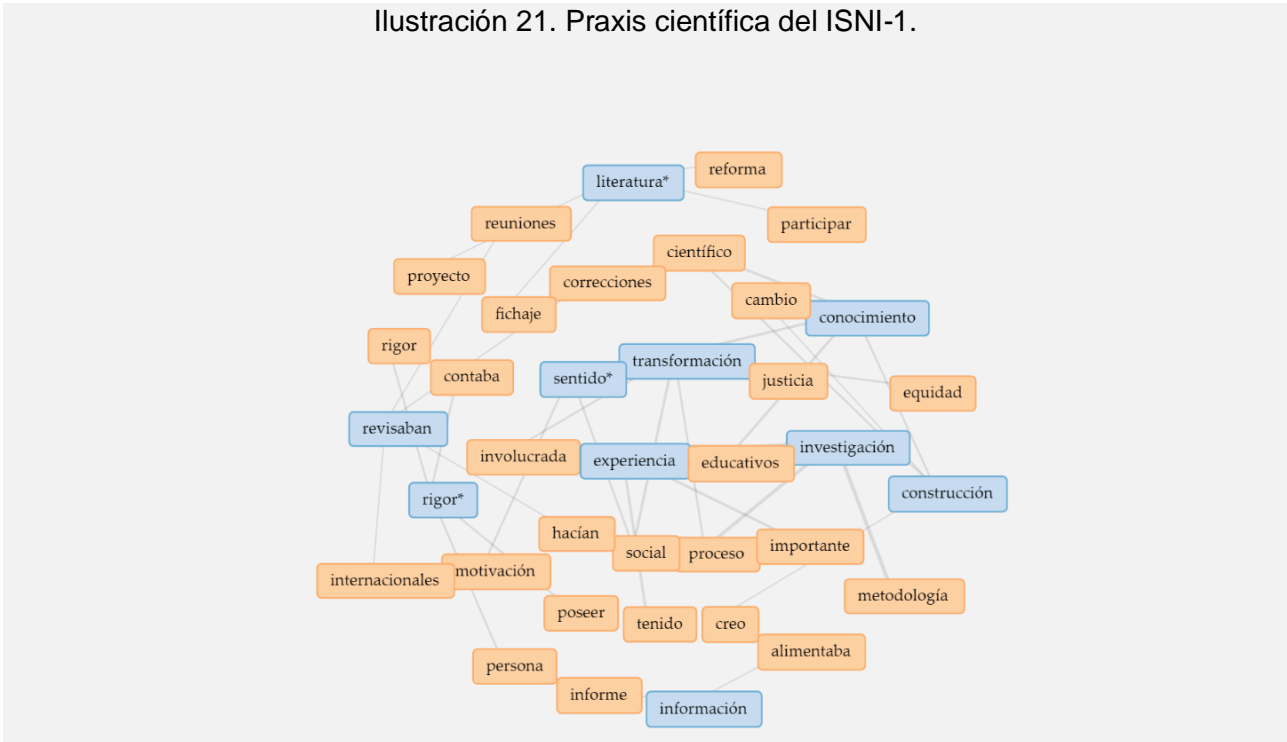 Ilustración 21. Praxis científica del ISNI-1.
reforma
literatura*
reuniones
participar
científico
proyecto
correcciones
cambio
fichaje
conocimiento
rigor
transformación
contaba
sentido*
justicia
equidad
revisaban
investigación
involucrada
experiencia
educativos
construcción
rigor*
hacían
social
proceso
importante
internacionales
motivación
metodología
poseer
tenido
creo
alimentaba
persona
informe
información